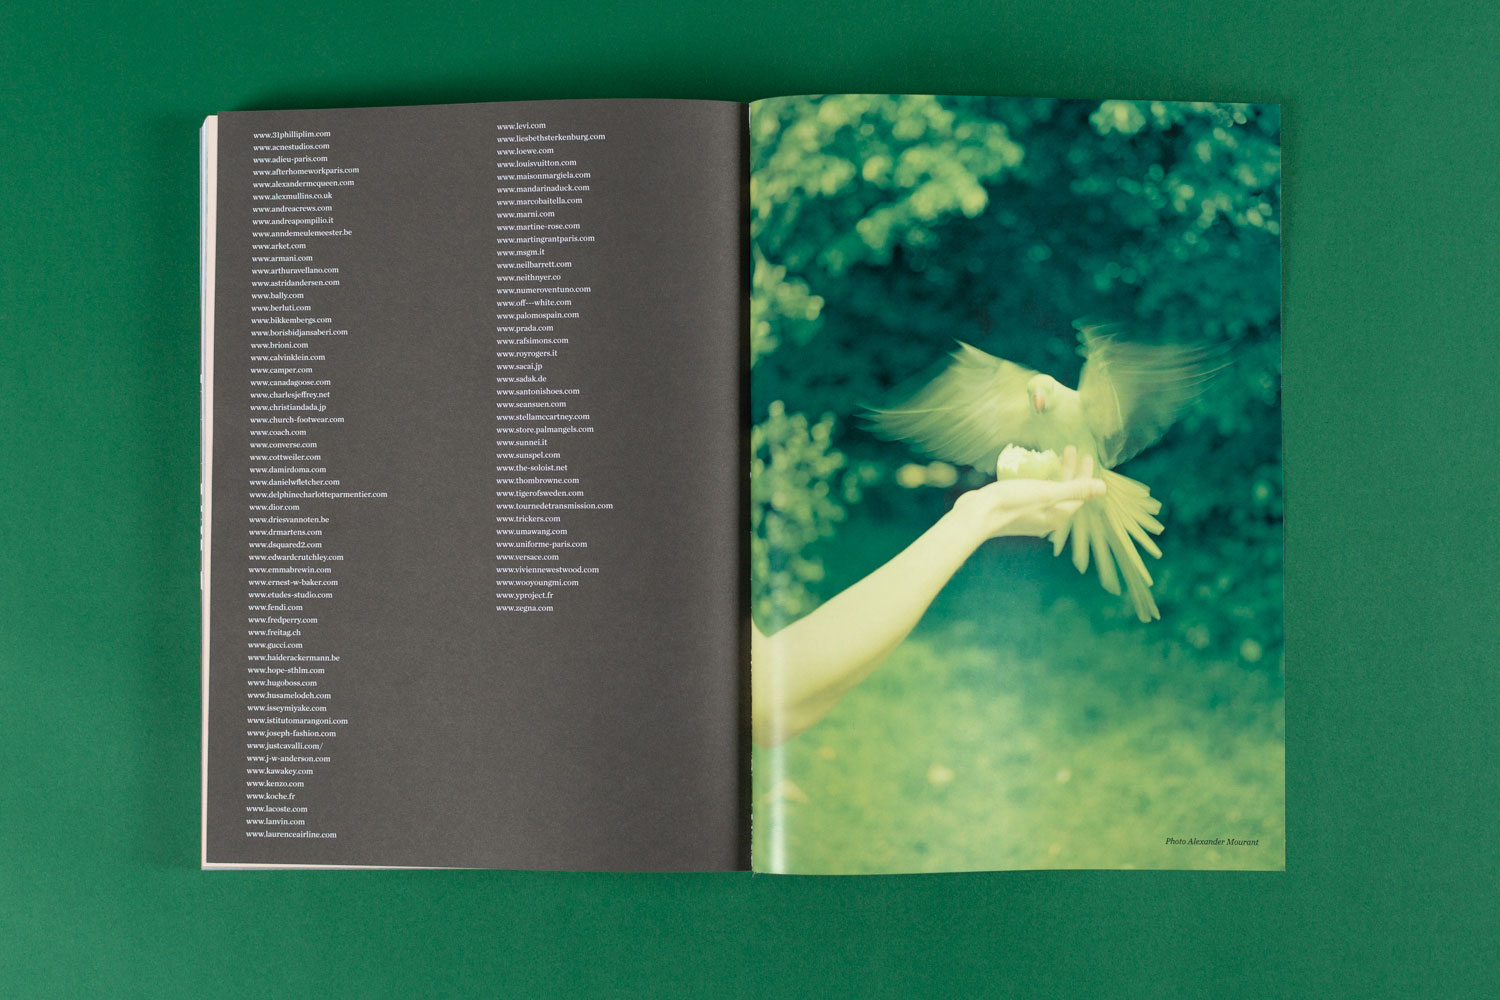 www.31philliplim.com
www.acnestudios.com
www.adieu-paris.com
www.afterhomeworkparis.com
www.alexandermcqueen.com
www.alexmullins.co.uk
www.andreacrews.com
www.andreapompilio.it
www.anndemeulemeester.be
www.arket.com
www.armani.com
www.arthuravellano.com
www.astridandersen.com
www.bally.com
www.berluti.com
www.bikkembergs.com
www.borisbidjansaberi.com
www.brioni.com
www.calvinklein.com
www.camper.com
www.canadagoose.com
www.charlesjeffrey.net
www.christiandada.jp
www.church-footwear.com
www.coach.com
www.converse.com
www.cottweiler.com
www.damirdoma.com
www.danielwfletcher.com
www.delphinecharlotteparmentier.com
www.dior.com
www.driesvannoten.be
www.drmartens.com
www.dsquared2.com
www.edwardcrutchley.com
www.emmabrewin.com
www.ernest-w-baker.com
www.etudes-studio.com
www.fendi.com
www.fredperry.com
www.freitag.ch
www.gucci.com
www.haiderackermann.be
www.hope-sthlm.com
www.hugoboss.com
www.husamelodeh.com
www.isseymiyake.com
www.istitutomarangoni.com
www.joseph-fashion.com
www.justcavalli.com/
www.j-w-anderson.com
www.kawakey.com
www.kenzo.com
www.koche.fr
www.lacoste.com
www.lanvin.com
www.laurenceairline.com
www.levi.com
www.liesbethsterkenburg.com
www.loewe.com
www.louisvuitton.com
www.maisonmargiela.com
www.mandarinaduck.com
www.marcobaitella.com
www.marni.com
www.martine-rose.com
www.martingrantparis.com
www.msgm.it
www.neilbarrett.com
www.neithnyer.co
www.numeroventuno.com
www.off---white.com
www.palomospain.com
www.prada.com
www.rafsimons.com
www.royrogers.it
www.sacai.jp
www.sadak.de
www.santonishoes.com
www.seansuen.com
www.stellamccartney.com
www.store.palmangels.com
www.sunnei.it
www.sunspel.com
www.the-soloist.net
www.thombrowne.com
www.tigerofsweden.com
www.tournedetransmission.com
www.trickers.com
www.umawang.com
www.uniforme-paris.com
www.versace.com
www.viviennewestwood.com
www.wooyoungmi.com
www.yproject.fr
www.zegna.com
Photo Alexander Mourant